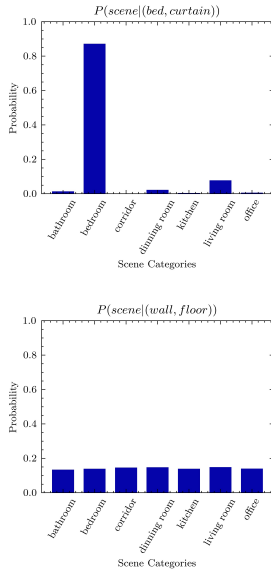 P(scene|(bed, curtain))
1.0
0.8
0.6
0.4
0.2
0.0
Probability
bathroom
bedroom
corridor
dinning room
kitchen
living room
office
Scene Categories
P(scene|(wall, floor))
1.0
0.8
0.6
0.4
0.2
0.0
Probability
bathroom
bedroom
corridor
dinning room
kitchen
living room
office
Scene Categories